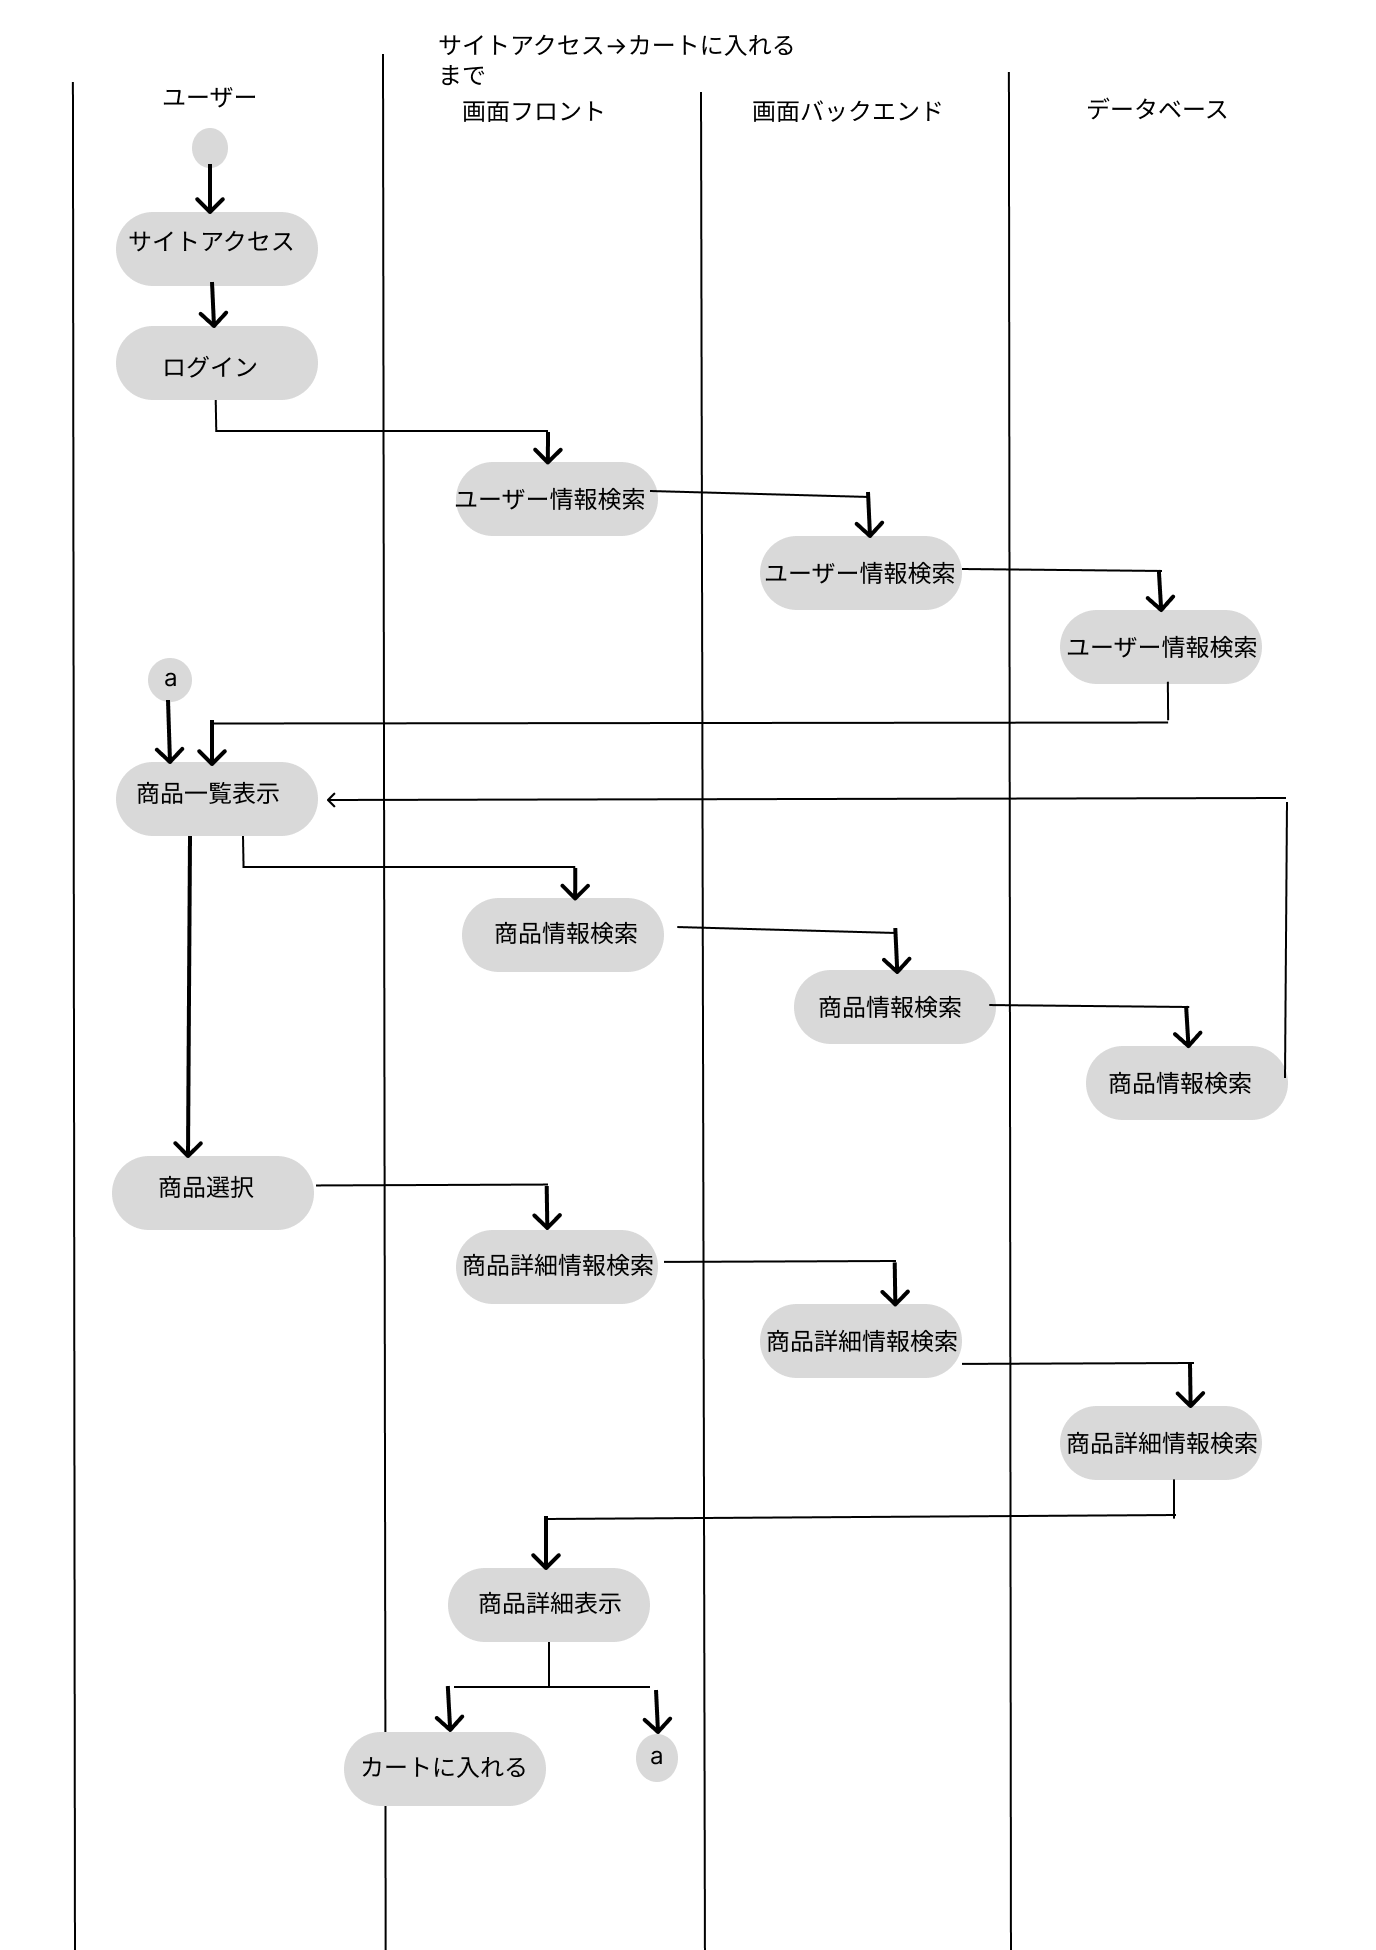 サイトアクセス→カートに入れる
まで
ユーザー
画面フロント
画面バックエンド
データベース
サイトアクセス
ログイン
ユーザー情報検索
ユーザー情報検索
ユーザー情報検索
a
商品一覧表示
商品情報検索
商品情報検索
商品情報検索
商品選択
商品詳細情報検索
商品詳細情報検索
商品詳細情報検索
商品詳細表示
カートに入れる
a